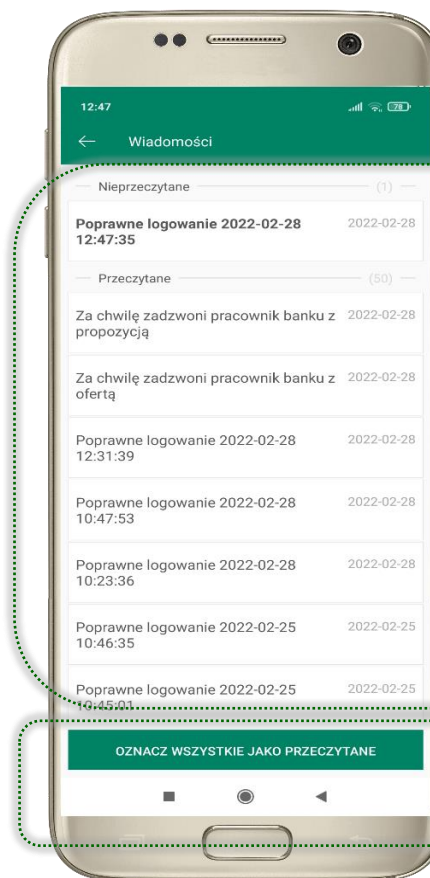 12:47
78
Wiadomości
Nieprzeczytane (1)
Poprawne logowanie 2022-02-28 2022-02-28
12:47:35
Przeczytane (50)
Za chwilę zadzwoni pracownik banku z 2022-02-28
propozycją
Za chwilę zadzwoni pracownik banku z 2022-02-28
ofertą
Poprawne logowanie 2022-02-28 2022-02-28
12:31:39
Poprawne logowanie 2022-02-28 2022-02-28
10:47:53
Poprawne logowanie 2022-02-28 2022-02-28
10:23:36
Poprawne logowanie 2022-02-25 2022-02-25
10:46:35
Poprawne logowanie 2022-02-25 2022-02-25
10:45:01
OZNACZ WSZYSTKIE JAKO PRZECZYTANE